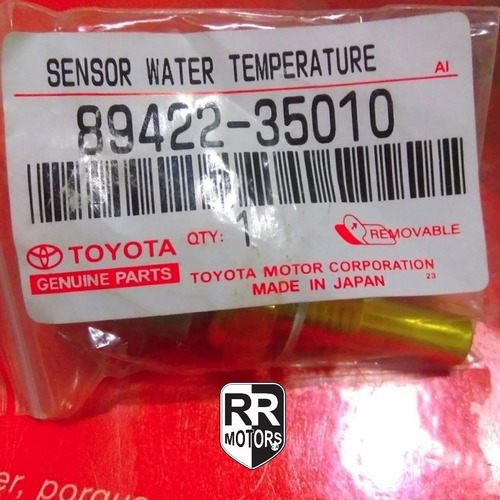 SENSOR WATER TEMPERATURE
AI
89422-35010
TOYOTA
QTY: 1
REMOVABLE
GENUINE PARTS
TOYOTA MOTOR CORPORATION
MADE IN JAPAN
23
RR
MOTORS
porque